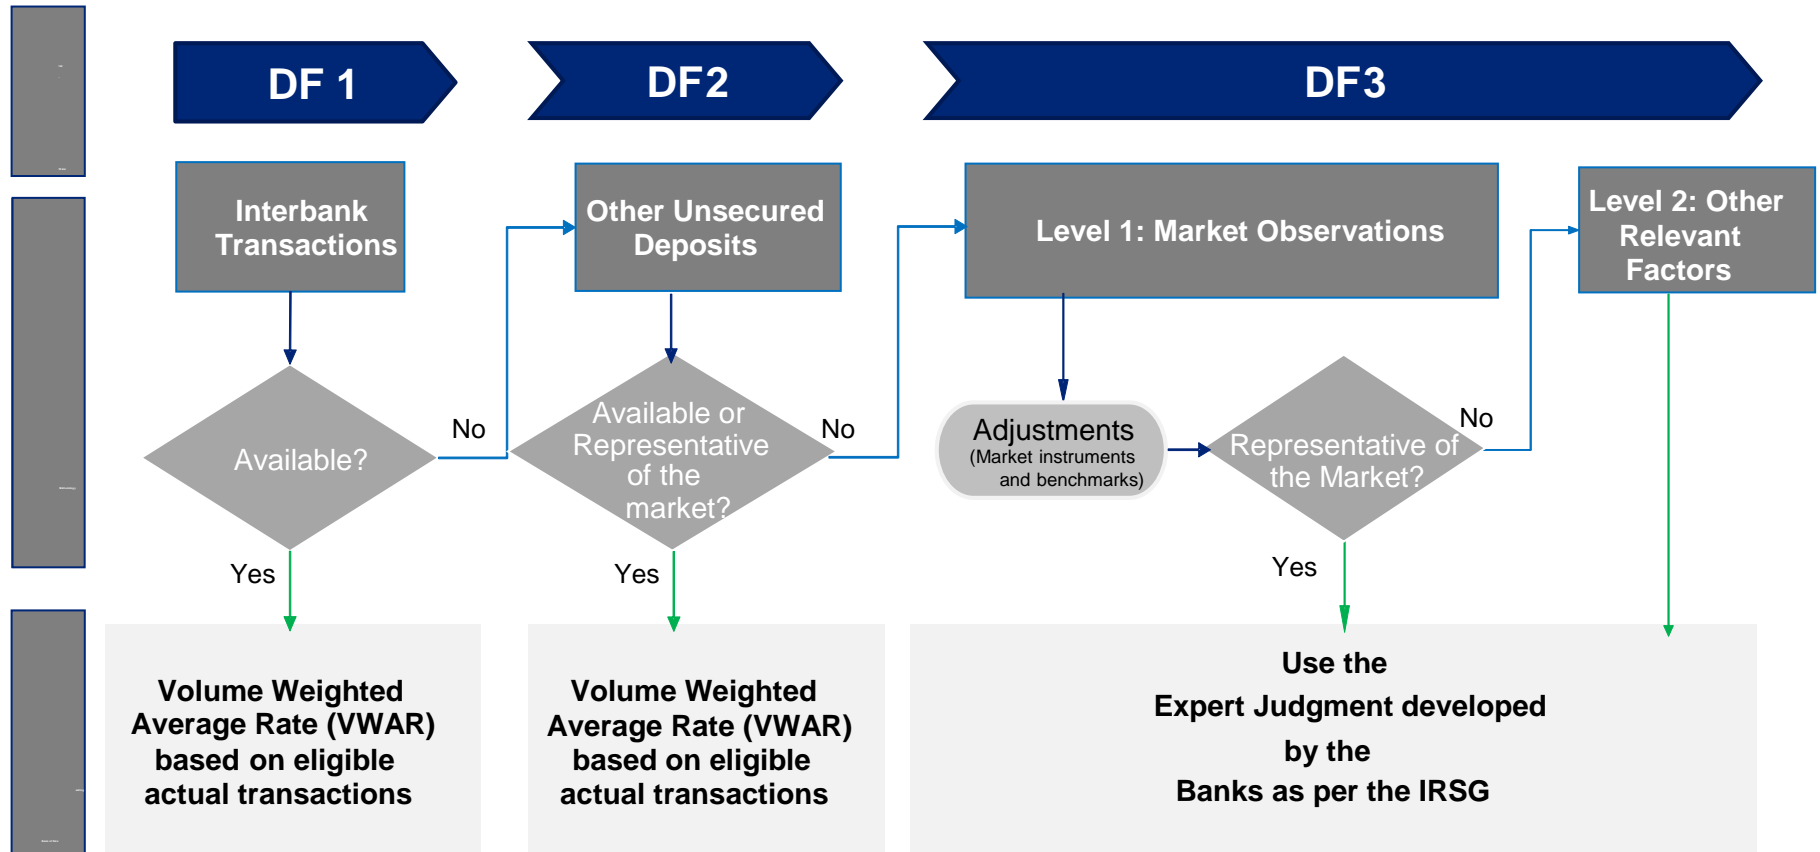 DF 1
DF2
DF3
Interbank
Transactions
Other Unsecured
Deposits
Level 1: Market Observations
Level 2: Other
Relevant
Factors
Available?
No
Available or
Representative
of the
market?
No
Adjustments
(Market instruments
and benchmarks)
Representative of
the Market?
No
Yes
Yes
Yes
Volume Weighted
Average Rate (VWAR)
based on eligible
actual transactions
Volume Weighted
Average Rate (VWAR)
based on eligible
actual transactions
Use the
Expert Judgment developed
by the
Banks as per the IRSG